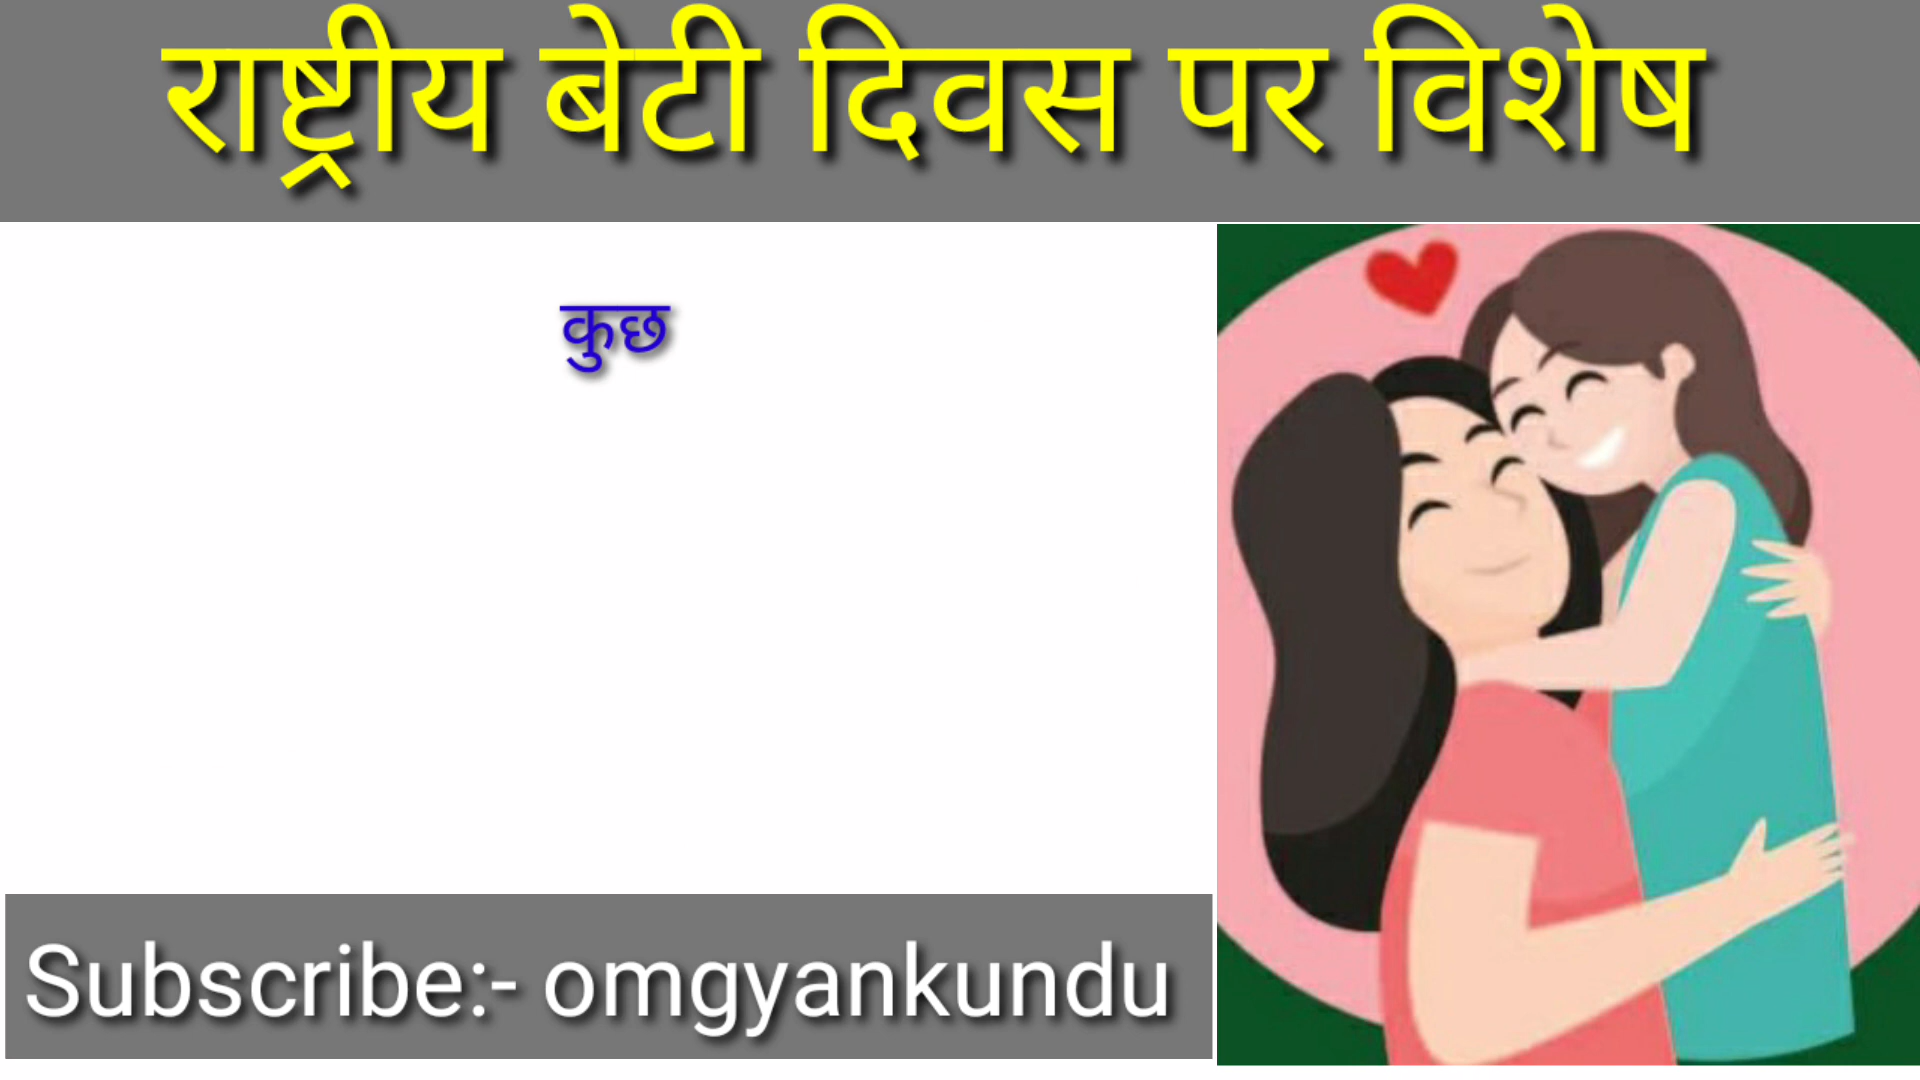 राष्ट्रीय बेटी दिवस पर विशेष
कुछ
Subscribe:- omgyankundu